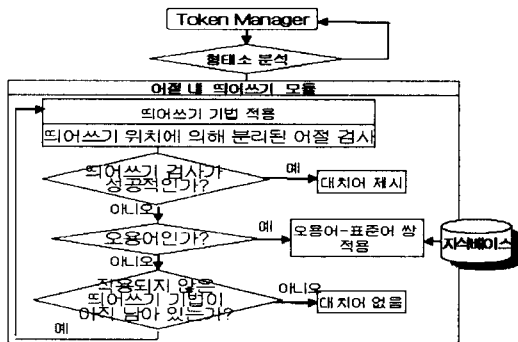 Token Manager
형태소 분석
어절 내 띄어쓰기 모듈
띄어쓰기 기법 적용
띄어쓰기 위치에 의해 분리된 어절 검사
띄어쓰기 검사가
성공적인가?
예
대치어 제시
아니오
오용어인가?
예
오용어-표준어 쌍
적용
지식베이스
아니오
적용되지 않은
띄어쓰기 기법이
아직 남아 있는가?
아니오
대치어 없음
예